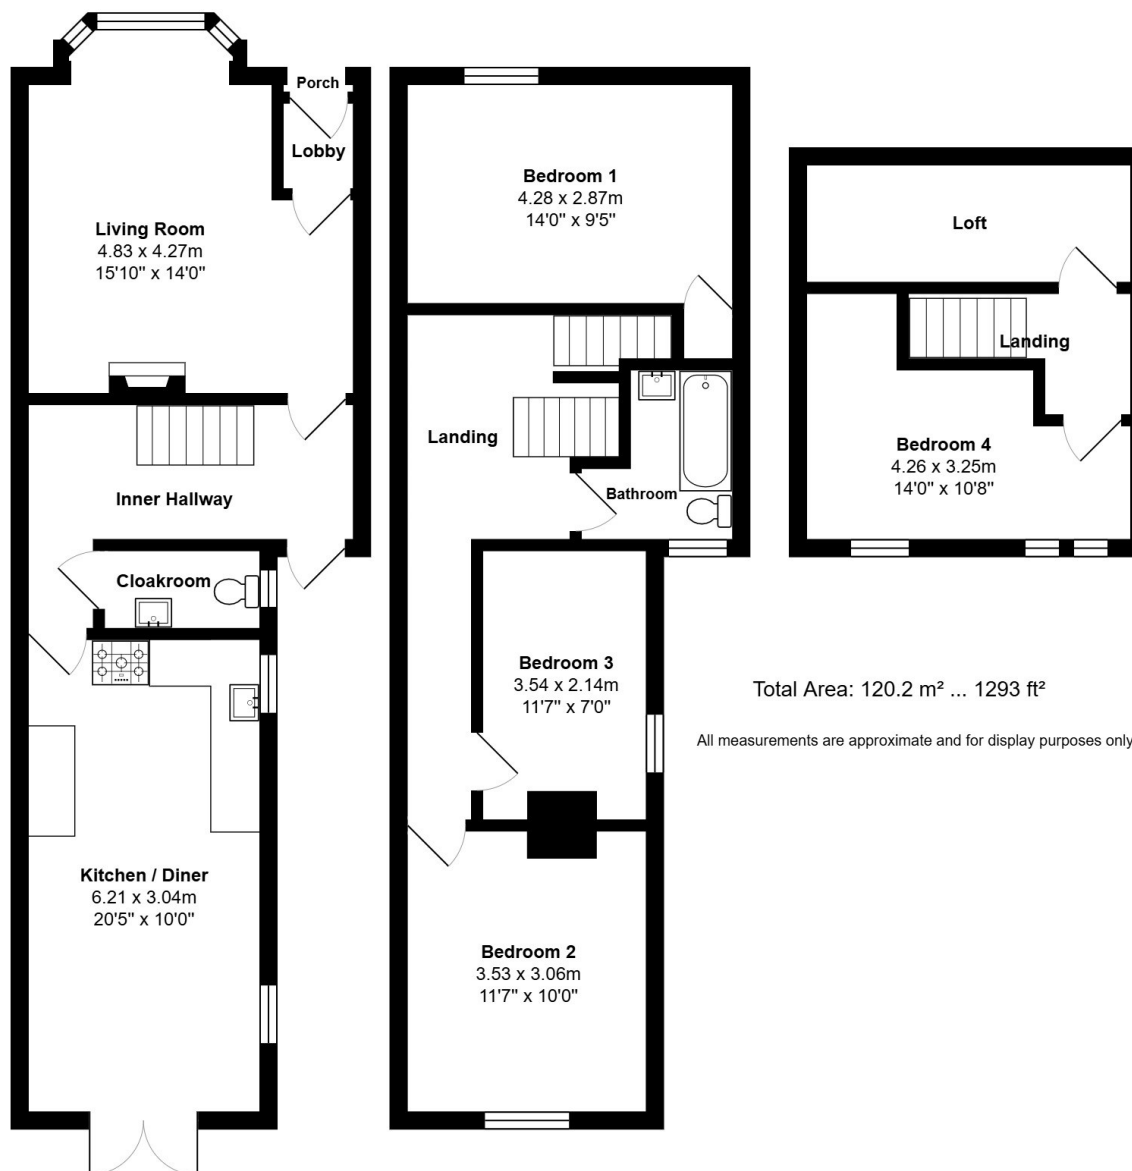 Porch
Lobby
Living Room
4.83 x 4.27m
15'10" x 14'0"
Inner Hallway
Cloakroom
Kitchen / Diner
6.21 x 3.04m
20'5" x 10'0"
Bedroom 1
4.28 x 2.87m
14'0" x 9'5"
Landing
Bathroom
Bedroom 3
3.54 x 2.14m
11'7" x 7'0"
Bedroom 2
3.53 x 3.06m
11'7" x 10'0"
Loft
Landing
Bedroom 4
4.26 x 3.25m
14'0" x 10'8"
Total Area: 120.2 m² ... 1293 ft²
All measurements are approximate and for display purposes only